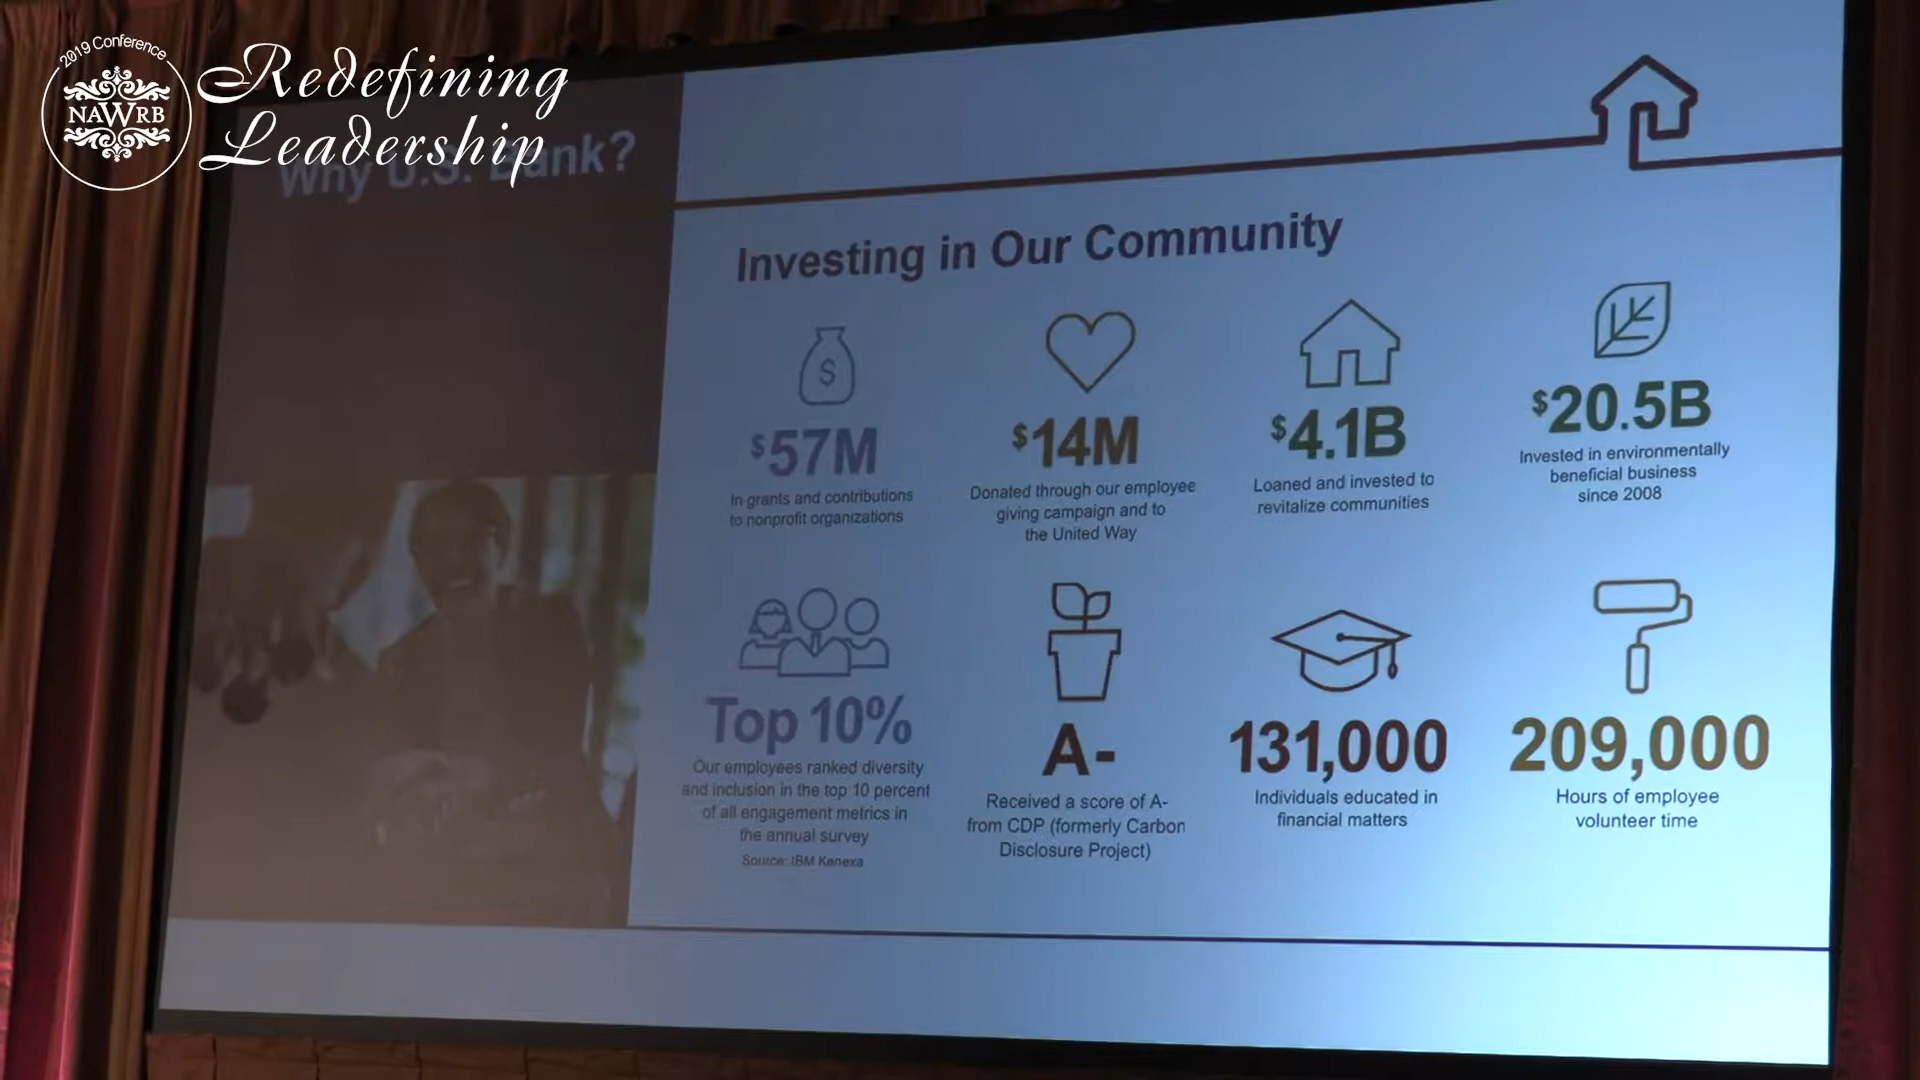 2019 Conference
NAWRB
Redefining
Leadership
Why U.S. Bank?
Investing in Our Community
$
$57M
In grants and contributions
to nonprofit organizations
$14M
Donated through our employee
giving campaign and to
the United Way
$4.1B
Loaned and invested to
revitalize communities
$20.5B
Invested in environmentally
beneficial business
since 2008
Top 10%
Our employees ranked diversity
and inclusion in the top 10 percent
of all engagement metrics in
the annual survey
Source: IBM Kenexa
A-
Received a score of A-
from CDP (formerly Carbon
Disclosure Project)
131,000
Individuals educated in
financial matters
209,000
Hours of employee
volunteer time